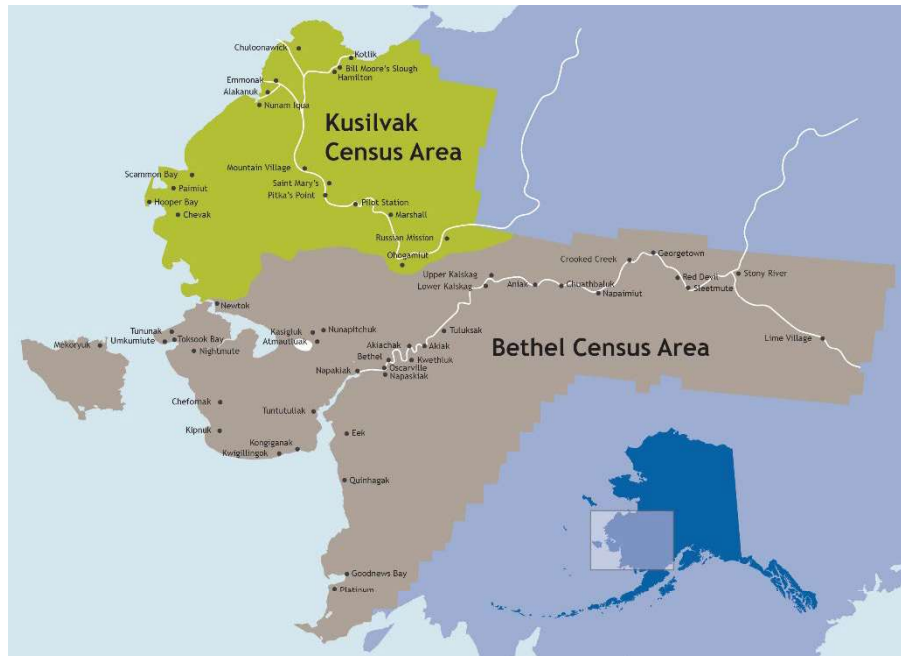 Chuloonawick
Kotlik
Bill Moore's Slough
Hamilton
Emmonak
Alakanuk
Nunam Iqua
Kusilvak
Census Area
Mountain Village
Scammon Bay
Saint Mary's
Paimiut
Pitka's Point
Hooper Bay
Pilot Station
Chevak
Marshall
Russian Mission
Ohogamiut
Georgetown
Crooked Creek
Upper Kalskag
Red Devil
Stony River
Lower Kalskag
Aniak
Chuathbaluk
Sleetmute
Napaimiut
Newtok
Tununak
Kasigluk
Nunapitchuk
Tuluksak
Umkumiute
Toksook Bay
Atmautluak
Lime Village
Mekoryuk
Nightmute
Akiachak
Akiak
Bethel Census Area
Bethel
Kwethluk
Oscarville
Napakiak
Napaskiak
Chefornak
Tuntutuliak
Kipnuk
Eek
Kongiganak
Kwigillingok
Quinhagak
Goodnews Bay
Platinum